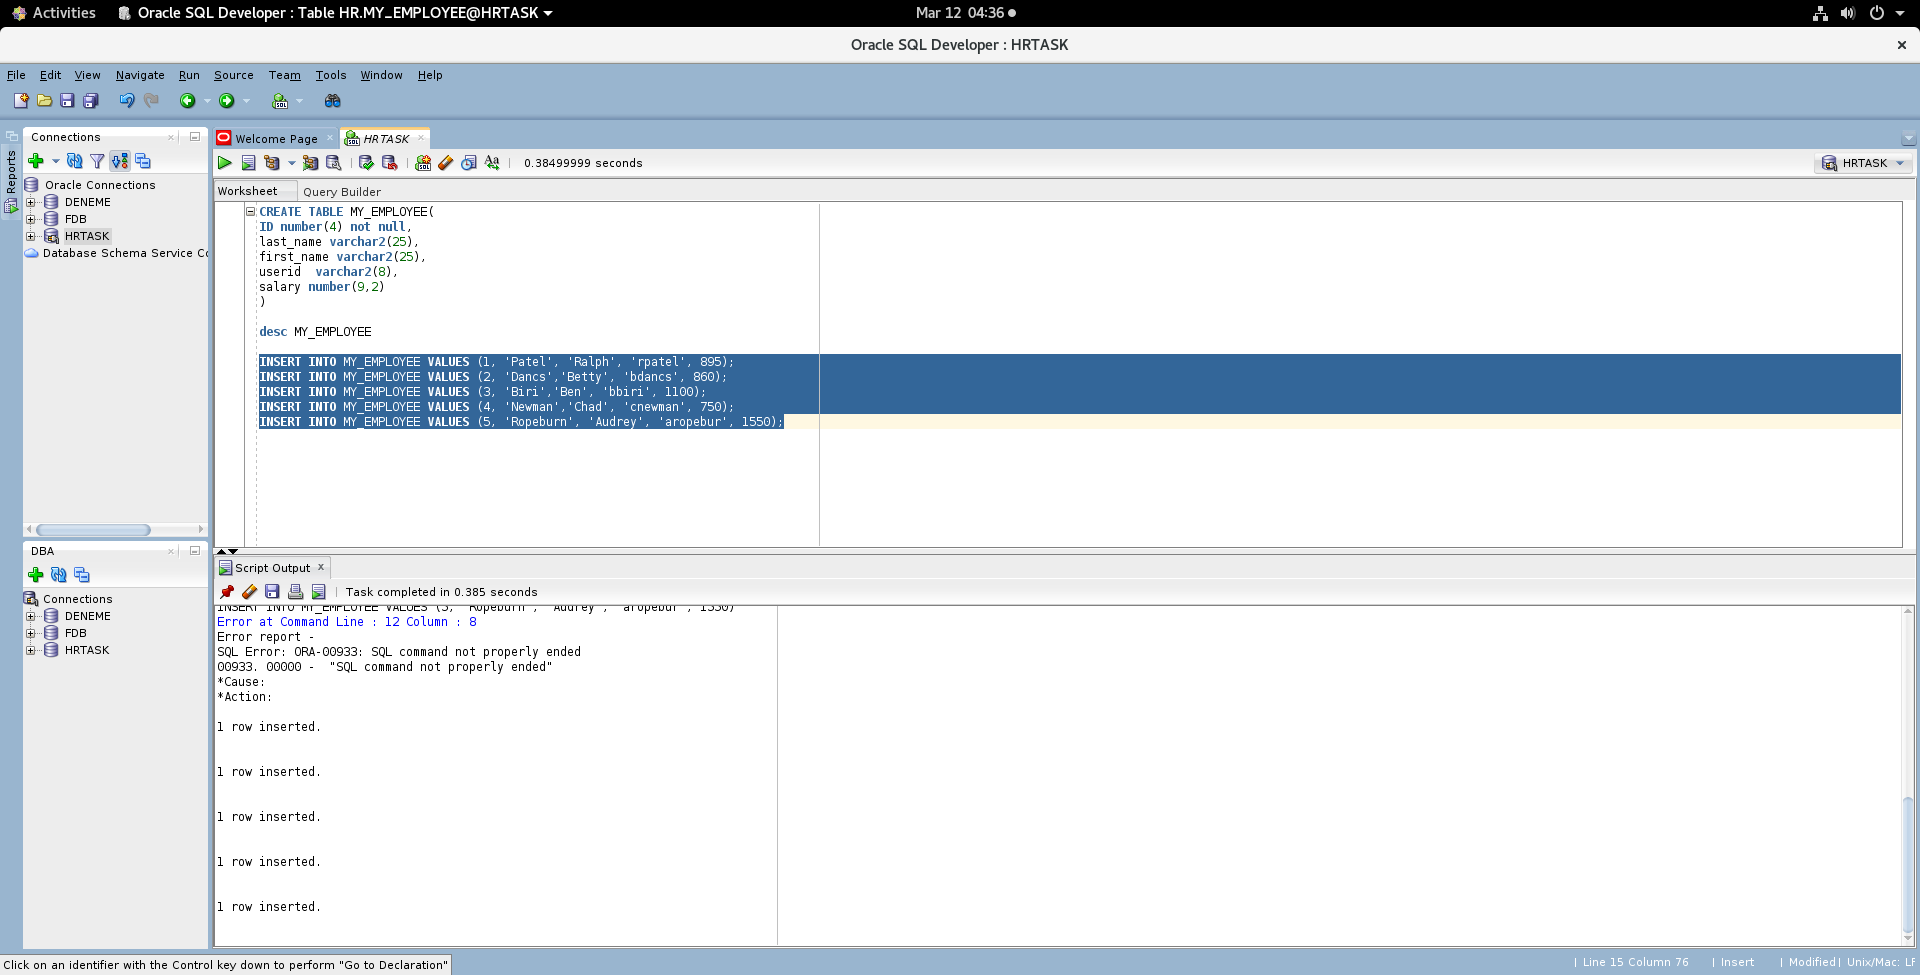 Activities
Oracle SQL Developer : Table HR.MY_EMPLOYEE@HRTASK
Mar 12 04:36
Oracle SQL Developer : HRTASK
File Edit View Navigate Run Source Team Tools Window Help
Reports
Connections
Oracle Connections
DENEME
FDB
HRTASK
Database Schema Service Co
DBA
Connections
DENEME
FDB
HRTASK
Welcome Page
HRTASK
0.38499999 seconds
HRTASK
Worksheet
Query Builder
CREATE TABLE MY_EMPLOYEE(
ID number(4) not null,
last_name varchar2(25),
first_name varchar2(25),
userid  varchar2(8),
salary number(9,2)
)
desc MY_EMPLOYEE
INSERT INTO MY_EMPLOYEE VALUES (1, 'Patel', 'Ralph', 'rpatel', 895);
INSERT INTO MY_EMPLOYEE VALUES (2, 'Dancs','Betty', 'bdancs', 860);
INSERT INTO MY_EMPLOYEE VALUES (3, 'Biri','Ben', 'bbiri', 1100);
INSERT INTO MY_EMPLOYEE VALUES (4, 'Newman','Chad', 'cnewman', 750);
INSERT INTO MY_EMPLOYEE VALUES (5, 'Ropeburn', 'Audrey', 'aropebur', 1550);
Script Output
Task completed in 0.385 seconds
INSERT INTO MY_EMPLOYEE VALUES (5, 'Ropeburn', 'Audrey', 'aropebur', 1550)
Error at Command Line : 12 Column : 8
Error report -
SQL Error: ORA-00933: SQL command not properly ended
00933. 00000 -  "SQL command not properly ended"
*Cause:
*Action:
1 row inserted.
1 row inserted.
1 row inserted.
1 row inserted.
1 row inserted.
Click on an identifier with the Control key down to perform "Go to Declaration"
| Line 15 Column 76 | Insert | Modified| Unix/Mac: LF